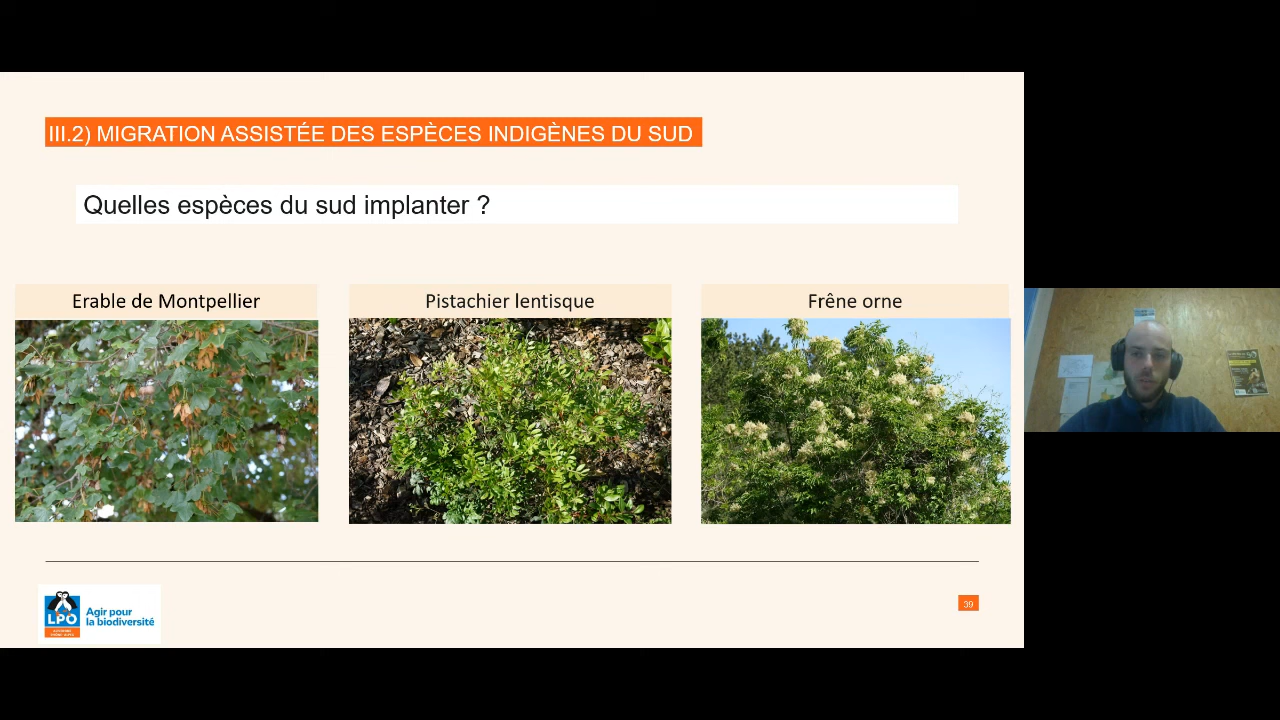 III.2) MIGRATION ASSISTÉE DES ESPÈCES INDIGÈNES DU SUD
Quelles espèces du sud implanter ?
Erable de Montpellier
Pistachier lentisque
Frêne orne
LPO
Agir pour
la biodiversité
39